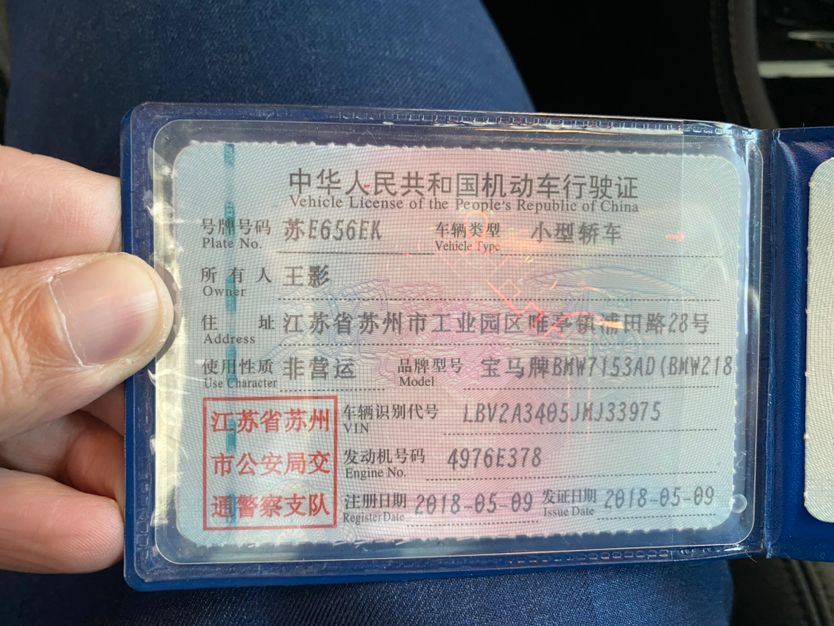 中华人民共和国机动车行驶证
Vehicle License of the People's Republic of China
号牌号码 苏E656EK 车辆类型 小型轿车
Plate No. Vehicle Type
所有人 王影
Owner
住址 江苏省苏州市工业园区唯亭镇浦田路28号
Address
使用性质 非营运 品牌型号 宝马牌BMW7153AD(BMW218
Use Character Model
江苏省苏州 车辆识别代号 LBV2A3405JMJ33975
VIN
市公安局交 发动机号码 4976E378
Engine No.
通警察支队 注册日期 2018-05-09 发证日期 2018-05-09
Register Date Issue Date